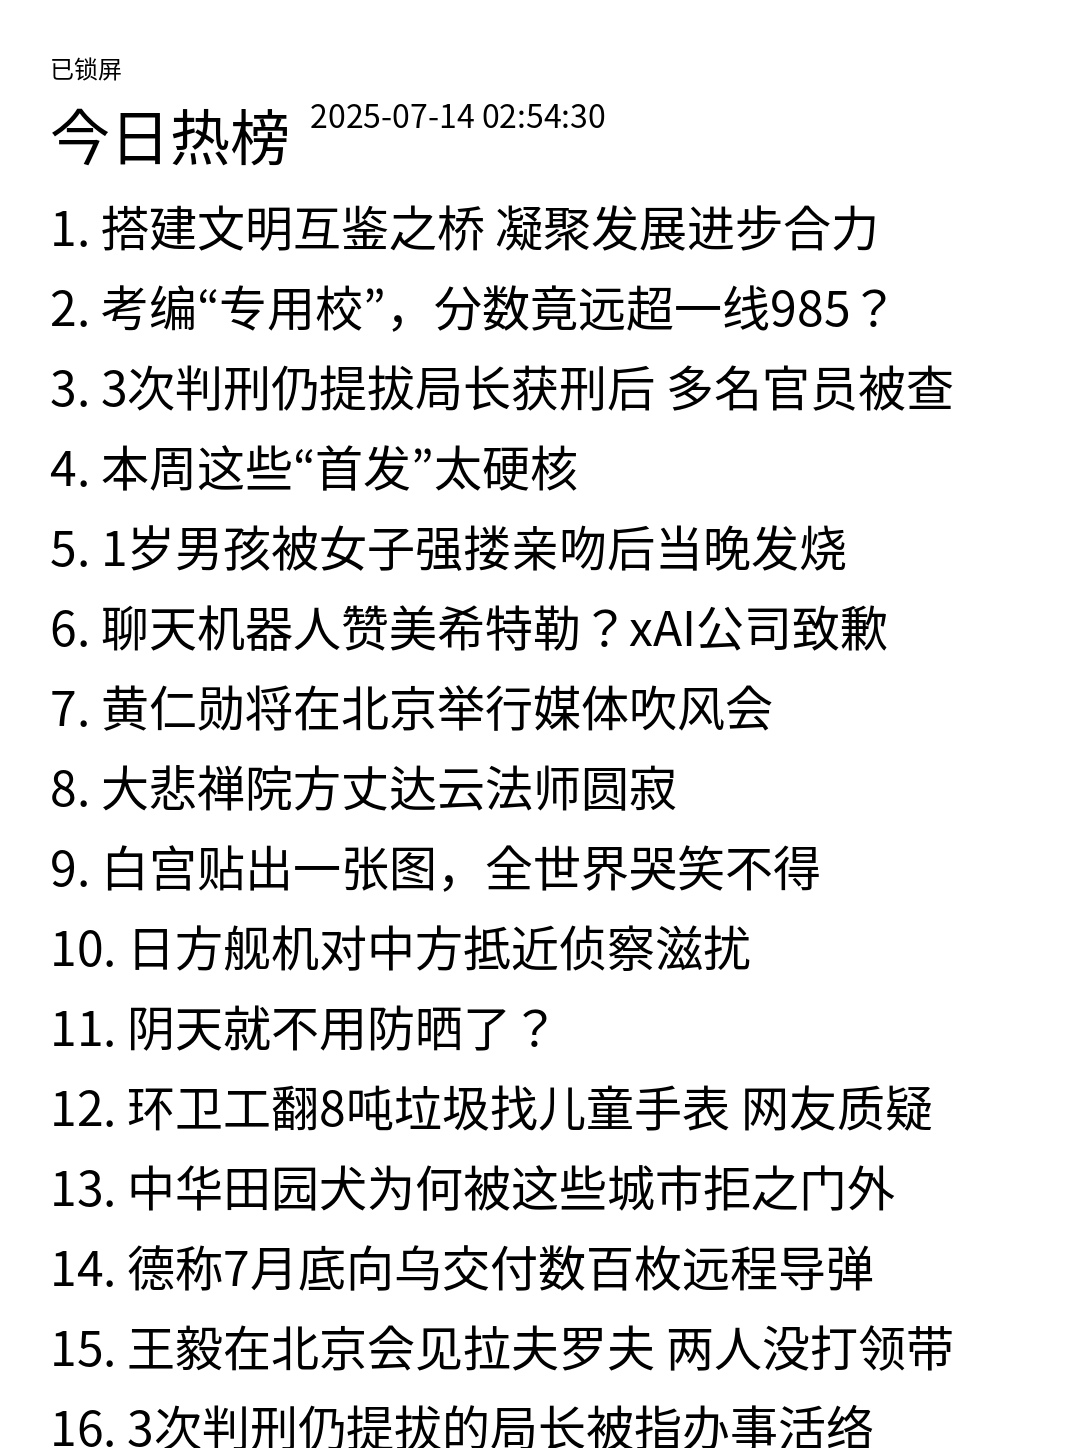 已锁屏
今日热榜 2025-07-14 02:54:30
1. 搭建文明互鉴之桥 凝聚发展进步合力
2. 考编“专用校”，分数竟远超一线985？
3. 3次判刑仍提拔局长获刑后 多名官员被查
4. 本周这些“首发”太硬核
5. 1岁男孩被女子强搂亲吻后当晚发烧
6. 聊天机器人赞美希特勒？xAI公司致歉
7. 黄仁勋将在北京举行媒体吹风会
8. 大悲禅院方丈达云法师圆寂
9. 白宫贴出一张图，全世界哭笑不得
10. 日方舰机对中方抵近侦察滋扰
11. 阴天就不用防晒了？
12. 环卫工翻8吨垃圾找儿童手表 网友质疑
13. 中华田园犬为何被这些城市拒之门外
14. 德称7月底向乌交付数百枚远程导弹
15. 王毅在北京会见拉夫罗夫 两人没打领带
16. 3次判刑仍提拔的局长被指办事活络